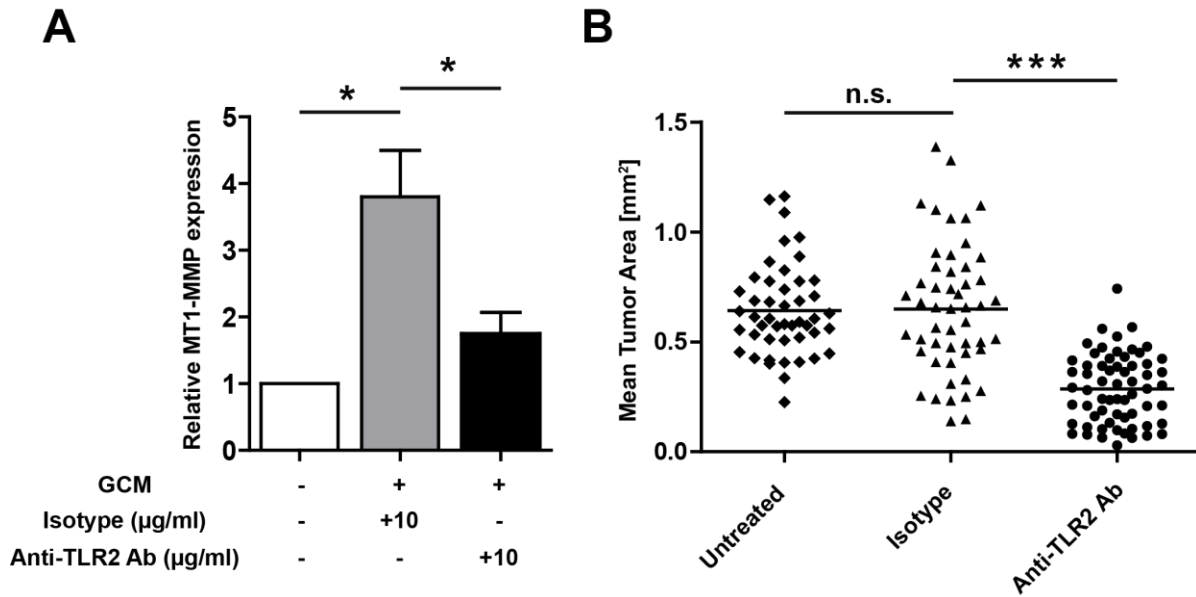 A
B
* *
5
4
3
2
1
0
Relative MT1-MMP expression
GCM - + +
Isotype (µg/ml) - +10 -
Anti-TLR2 Ab (µg/ml) - - +10
n.s. ***
1.5
1.0
0.5
0.0
Mean Tumor Area [mm²]
Untreated
Isotype
Anti-TLR2 Ab